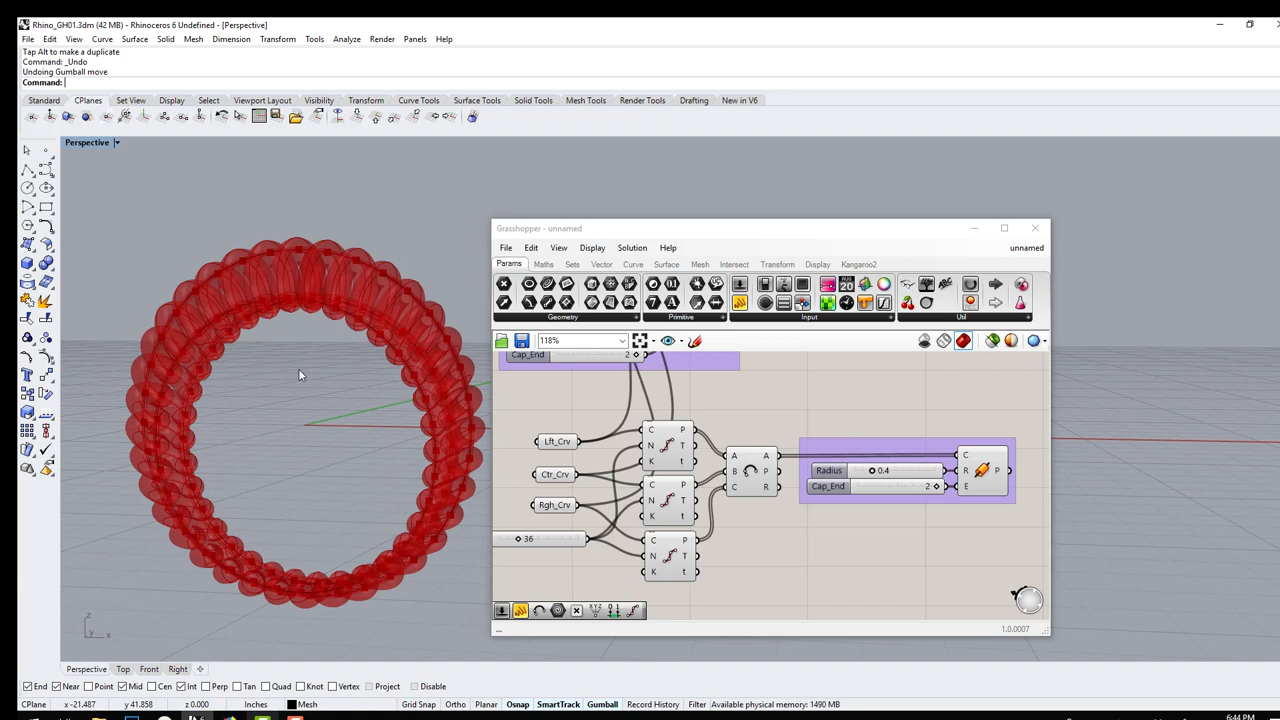 Rhino_GH01.3dm (42 MB) - Rhinoceros 6 Undefined - [Perspective]
File Edit View Curve Surface Solid Mesh Dimension Transform Tools Analyze Render Panels Help
Tap Alt to make a duplicate
Command: _Undo
Undoing Gumball move
Command:
Standard CPlanes Set View Display Select Viewport Layout Visibility Transform Curve Tools Surface Tools Solid Tools Mesh Tools Render Tools Drafting New in V6
Perspective
Grasshopper - unnamed
File Edit View Display Solution Help unnamed
Params Maths Sets Vector Curve Surface Mesh Intersect Transform Display Kangaroo2
Geometry Primitive Input Util
118%
Cap_End 2
Lft_Crv
C P
N T
K t
Ctr_Crv
C P
N T
K t
Rgh_Crv
36
C P
N T
K t
A A
B P
C R
Radius 0.4
Cap_End 2
C
R P
E
... 1.0.0007
z
y x
Perspective Top Front Right
End Near Point Mid Cen Int Perp Tan Quad Knot Vertex Project Disable
CPlane x -21.487 y 41.858 z 0.000 Inches Mesh Grid Snap Ortho Planar Osnap SmartTrack Gumball Record History Filter Available physical memory: 1490 MB
6:44 PM